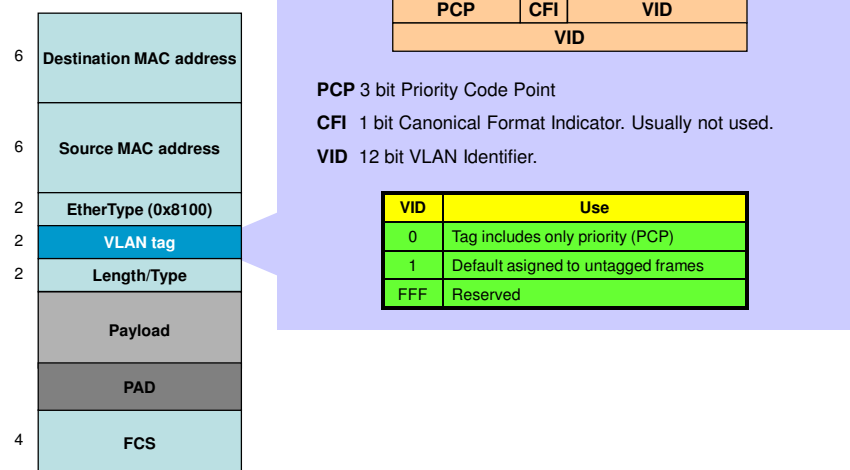 PCP CFI VID
VID
6 Destination MAC address
6 Source MAC address
2 EtherType (0x8100)
2 VLAN tag
2 Length/Type
Payload
PAD
4 FCS
PCP 3 bit Priority Code Point
CFI 1 bit Canonical Format Indicator. Usually not used.
VID 12 bit VLAN Identifier.
VID Use
0 Tag includes only priority (PCP)
1 Default asigned to untagged frames
FFF Reserved